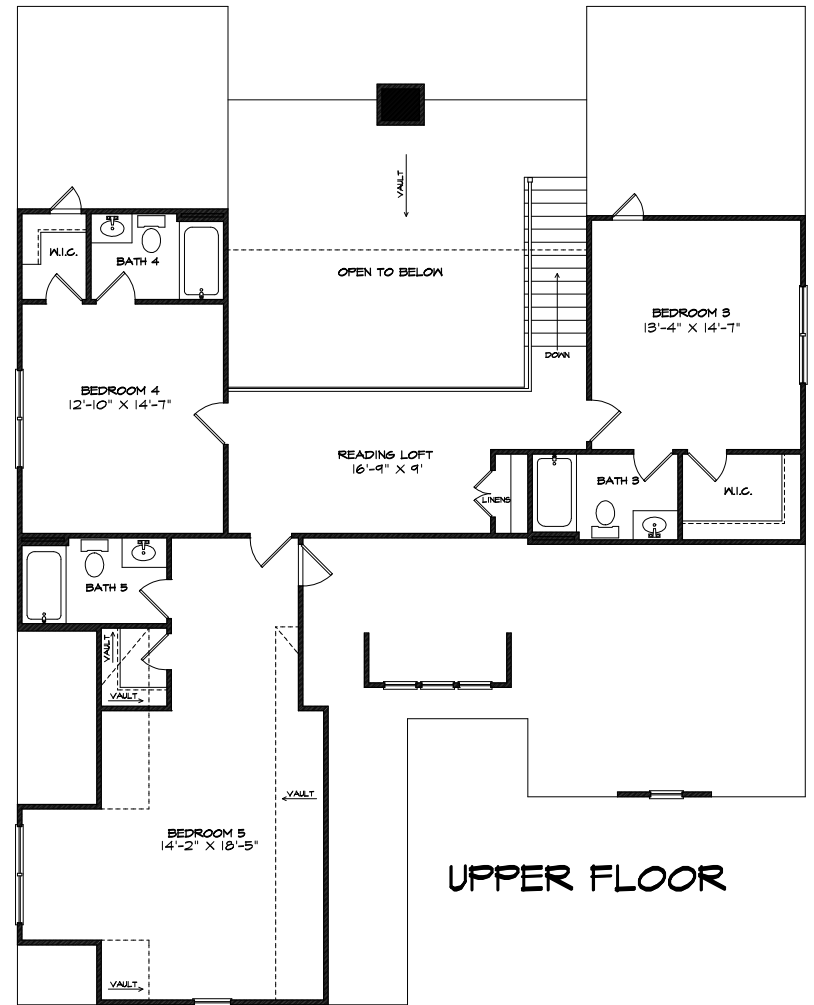 VAULT
W.I.C.
BATH 4
OPEN TO BELOW
BEDROOM 3
13'-4" X 14'-7"
DOWN
BEDROOM 4
12'-10" X 14'-7"
READING LOFT
16'-9" X 9'
LINENS
BATH 3
W.I.C.
BATH 5
VAULT
VAULT
VAULT
BEDROOM 5
14'-2" X 18'-5"
UPPER FLOOR
VAULT